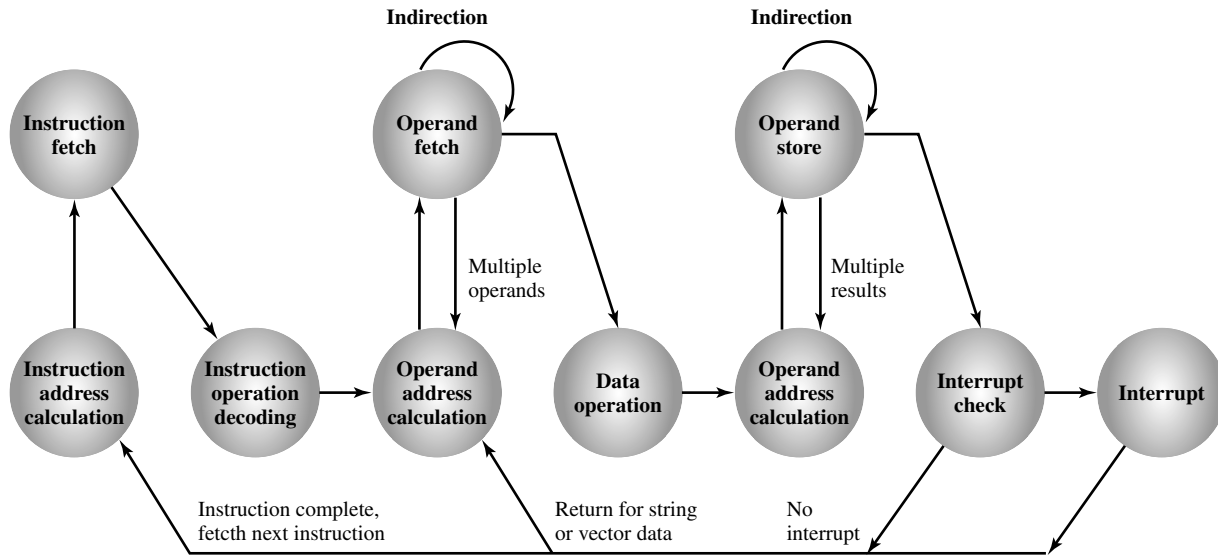 Indirection
Indirection
Instruction
fetch
Operand
fetch
Operand
store
Multiple
operands
Multiple
results
Instruction
address
calculation
Instruction
operation
decoding
Operand
address
calculation
Data
operation
Operand
address
calculation
Interrupt
check
Interrupt
Instruction complete,
fetcth next instruction
Return for string
or vector data
No
interrupt